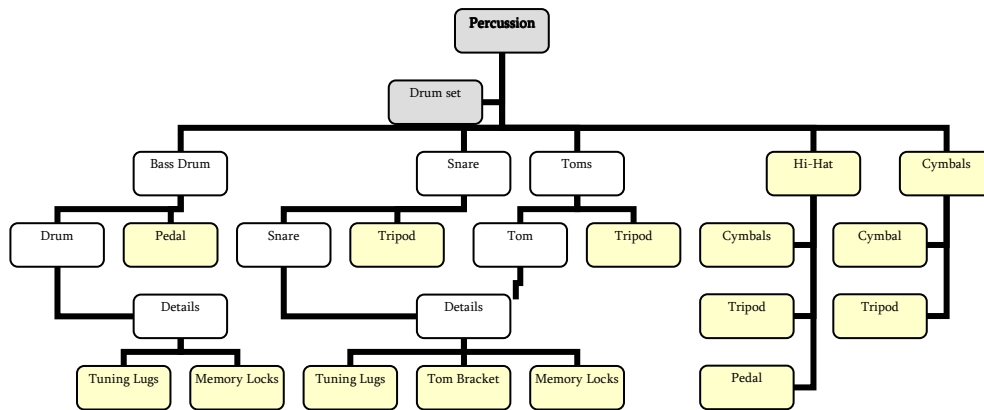 Percussion
Drum set
Bass Drum
Snare
Toms
Hi-Hat
Cymbals
Drum
Pedal
Snare
Tripod
Tom
Tripod
Cymbals
Cymbal
Details
Details
Tripod
Tripod
Tuning Lugs
Memory Locks
Tuning Lugs
Tom Bracket
Memory Locks
Pedal